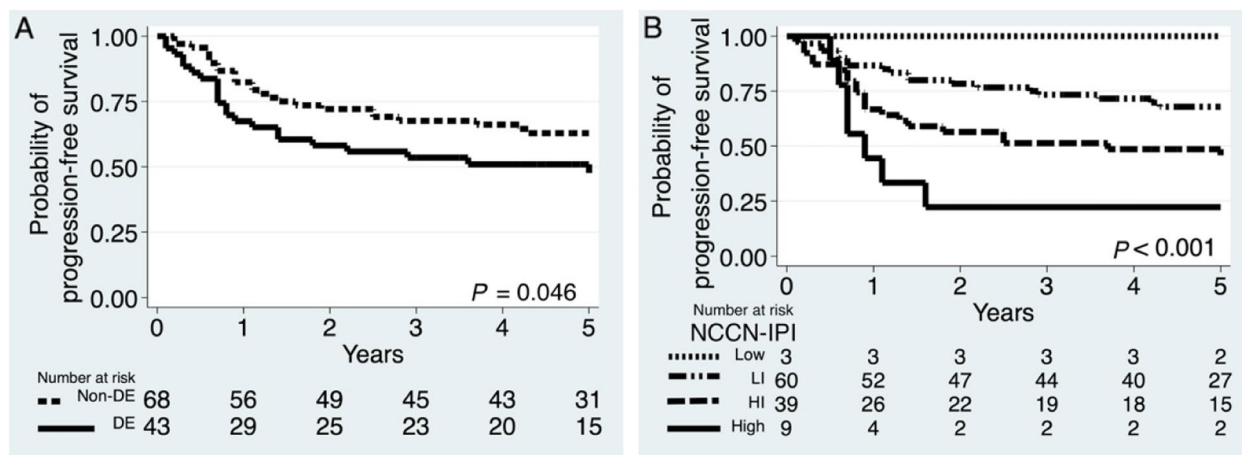 A
Probability of
progression-free survival
1.00
0.75
0.50
0.25
0.00
P = 0.046
0 1 2 3 4 5
Years
Number at risk
Non-DE 68 56 49 45 43 31
DE 43 29 25 23 20 15
B
Probability of
progression-free survival
1.00
0.75
0.50
0.25
0.00
P < 0.001
0 1 2 3 4 5
Years
Number at risk
NCCN-IPI
Low 3 3 3 3 3 2
LI 60 52 47 44 40 27
HI 39 26 22 19 18 15
High 9 4 2 2 2 2